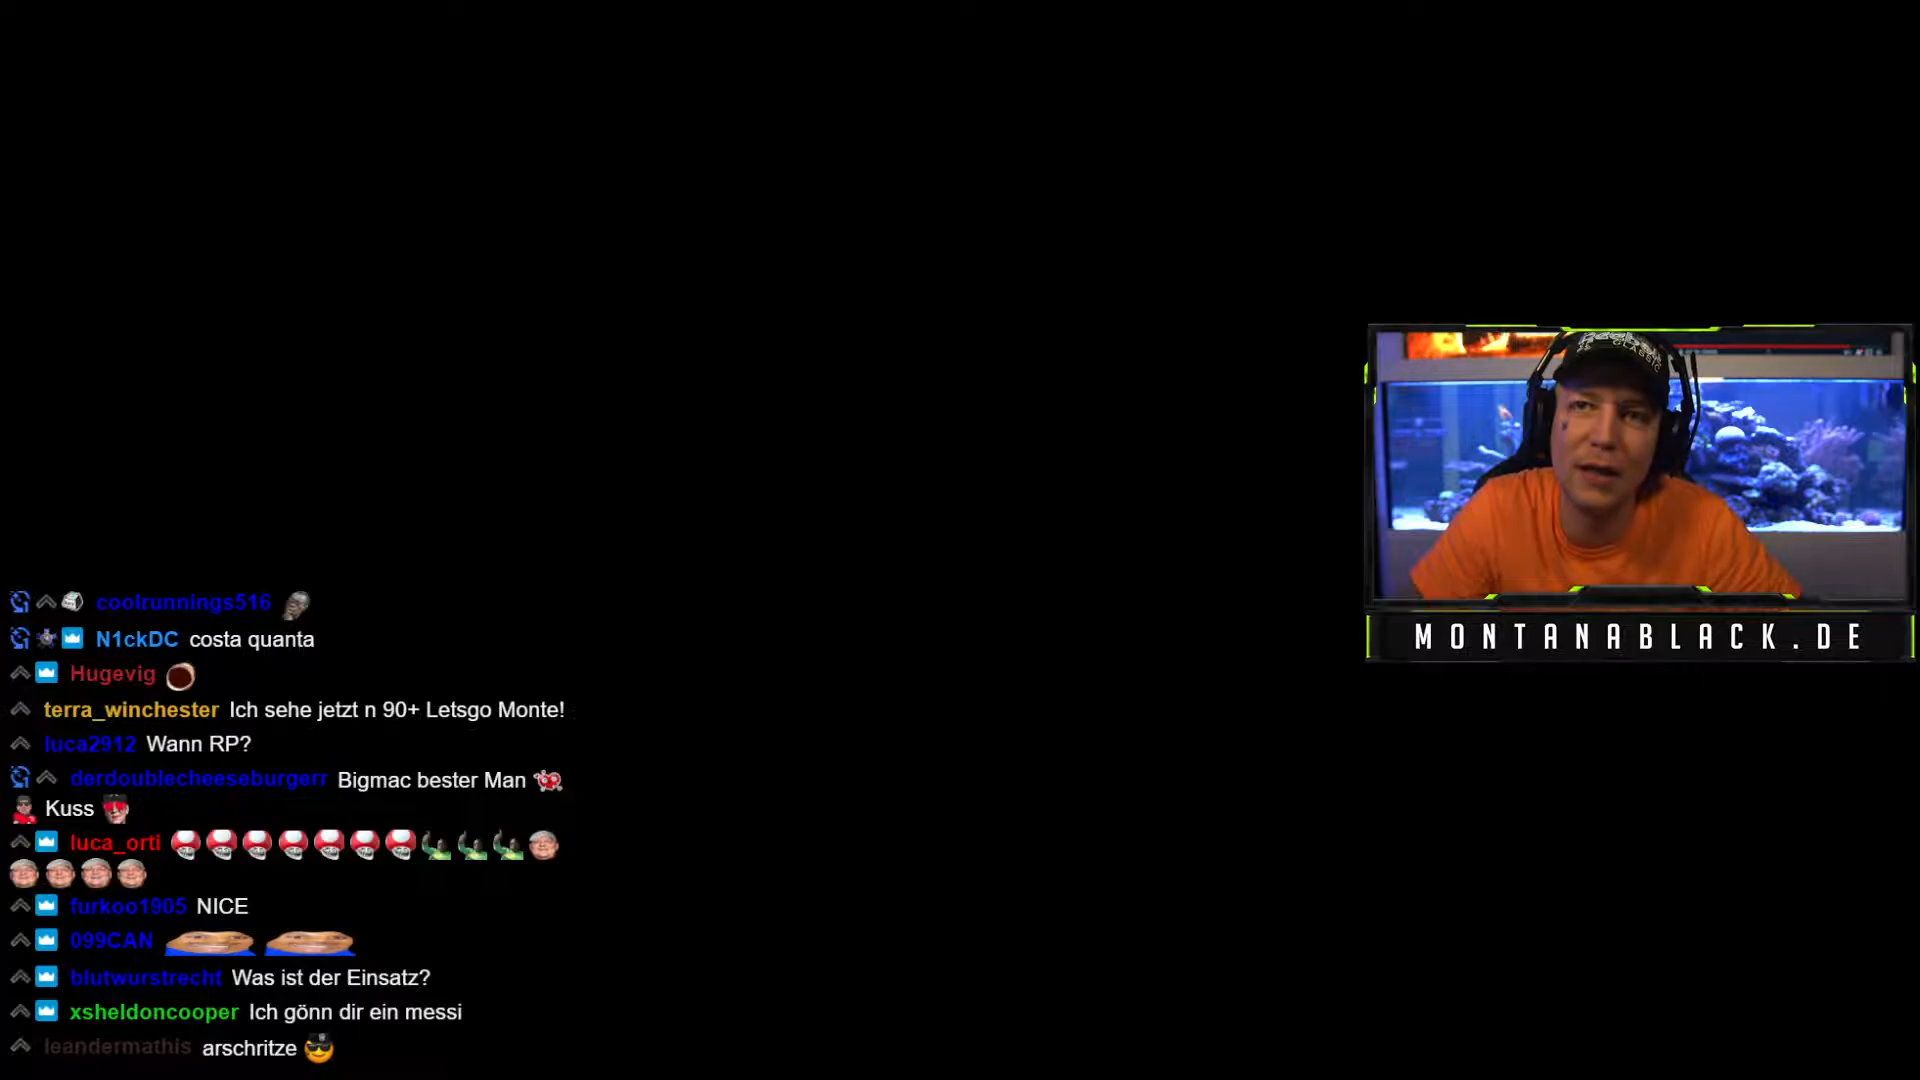 coolrunnings516
N1ckDC costa quanta
Hugevig
terra_winchester Ich sehe jetzt n 90+ Letsgo Monte!
luca2912 Wann RP?
derdoublecheeseburgerr Bigmac bester Man
Kuss
luca_orti
furkoo1905 NICE
099CAN
blutwurstrecht Was ist der Einsatz?
xsheldoncooper Ich gönn dir ein messi
leandermathis arschritze
CLASSIC
MONTANABLACK.DE